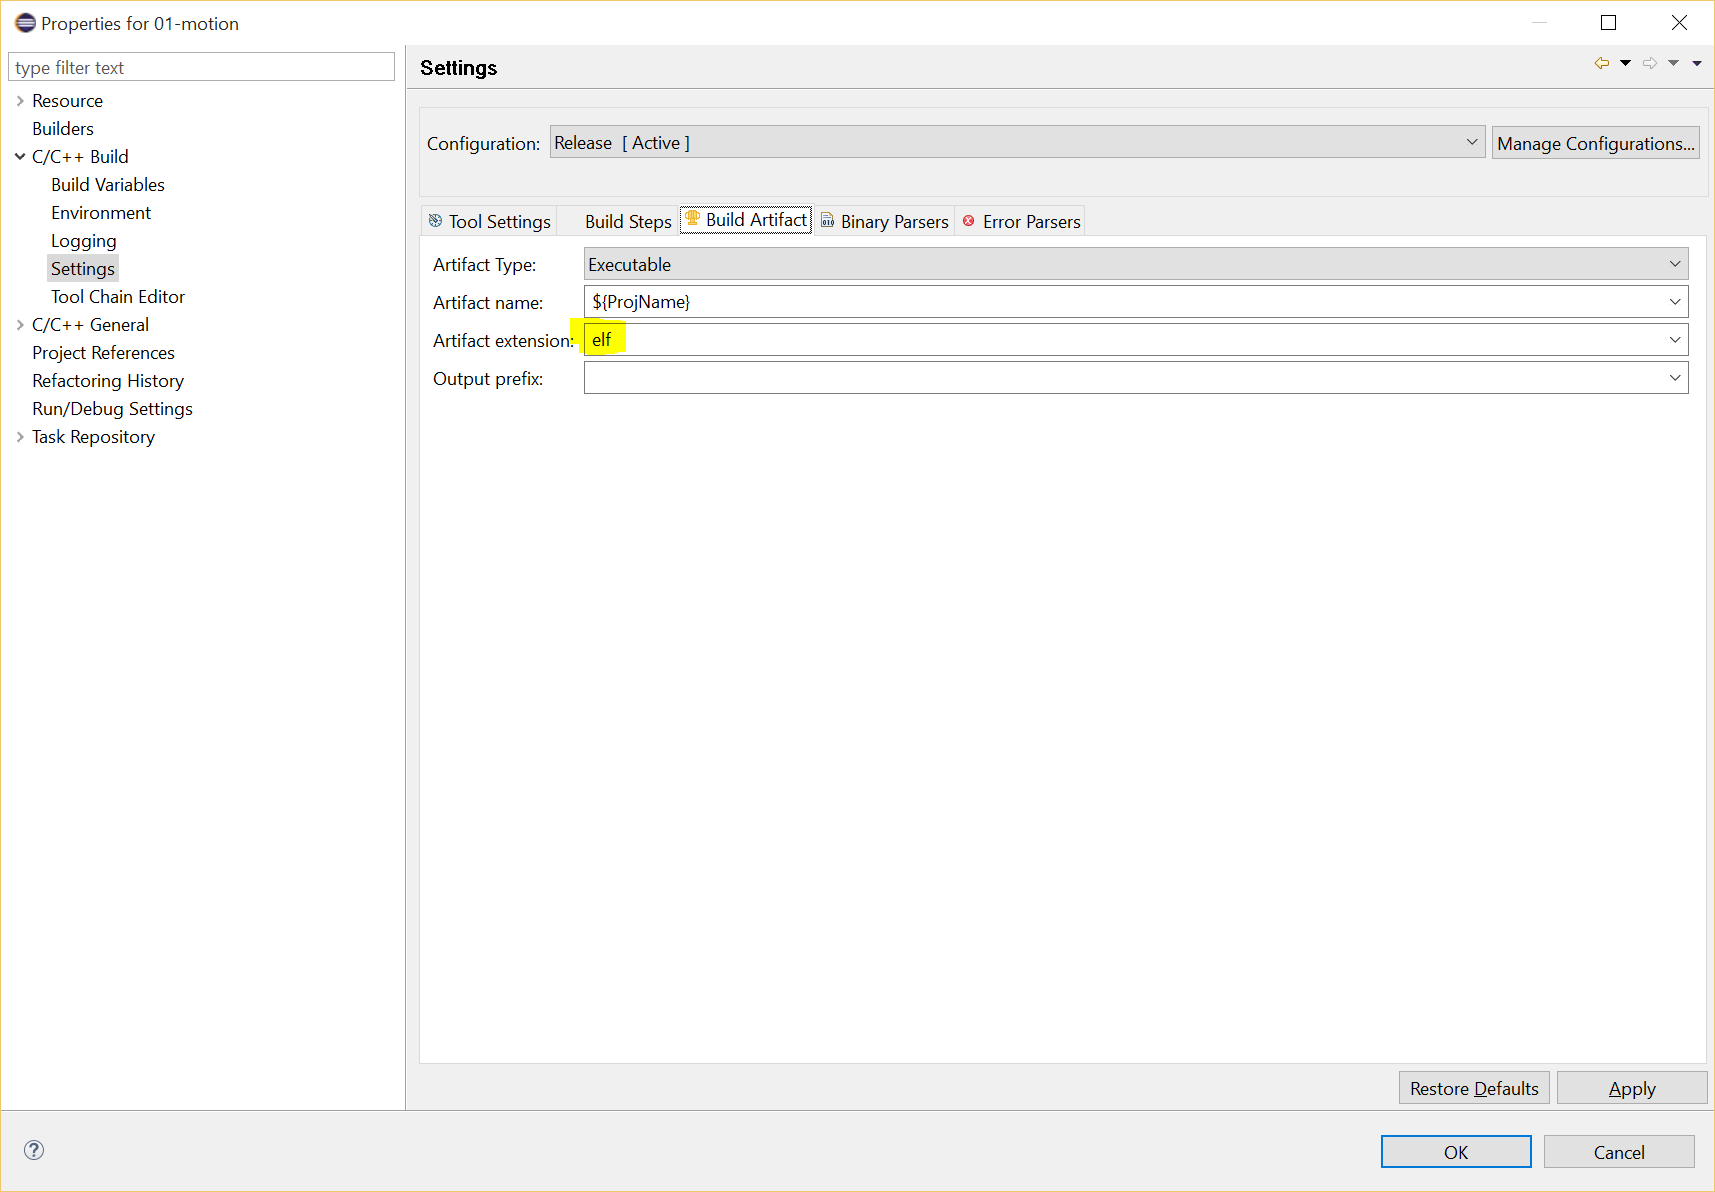 Properties for 01-motion
type filter text
Resource
Builders
C/C++ Build
Build Variables
Environment
Logging
Settings
Tool Chain Editor
C/C++ General
Project References
Refactoring History
Run/Debug Settings
Task Repository
Settings
Configuration: Release [ Active ] Manage Configurations...
Tool Settings Build Steps Build Artifact Binary Parsers Error Parsers
Artifact Type: Executable
Artifact name: ${ProjName}
Artifact extension: elf
Output prefix:
Restore Defaults Apply
OK Cancel